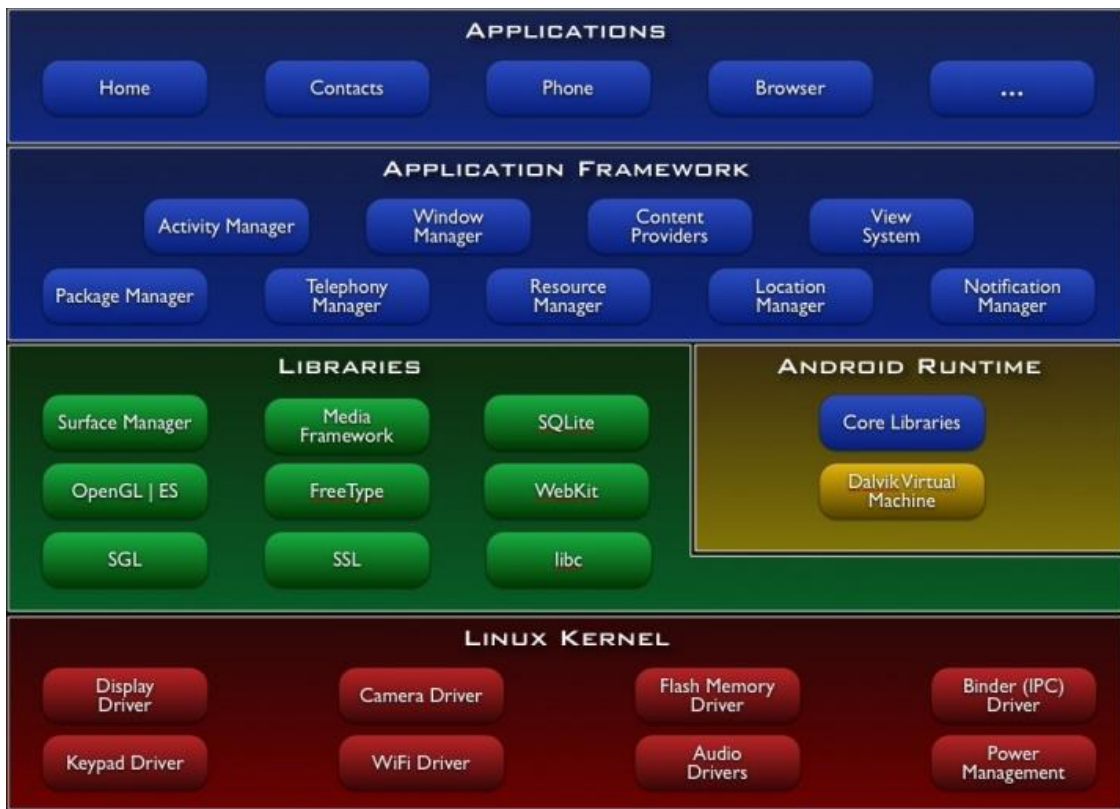 APPLICATIONS
Home
Contacts
Phone
Browser
...
APPLICATION FRAMEWORK
Activity Manager
Window
Manager
Content
Providers
View
System
Package Manager
Telephony
Manager
Resource
Manager
Location
Manager
Notification
Manager
LIBRARIES
Surface Manager
Media
Framework
SQLite
OpenGL | ES
FreeType
WebKit
SGL
SSL
libc
ANDROID RUNTIME
Core Libraries
Dalvik Virtual
Machine
LINUX KERNEL
Display
Driver
Camera Driver
Flash Memory
Driver
Binder (IPC)
Driver
Keypad Driver
WiFi Driver
Audio
Drivers
Power
Management